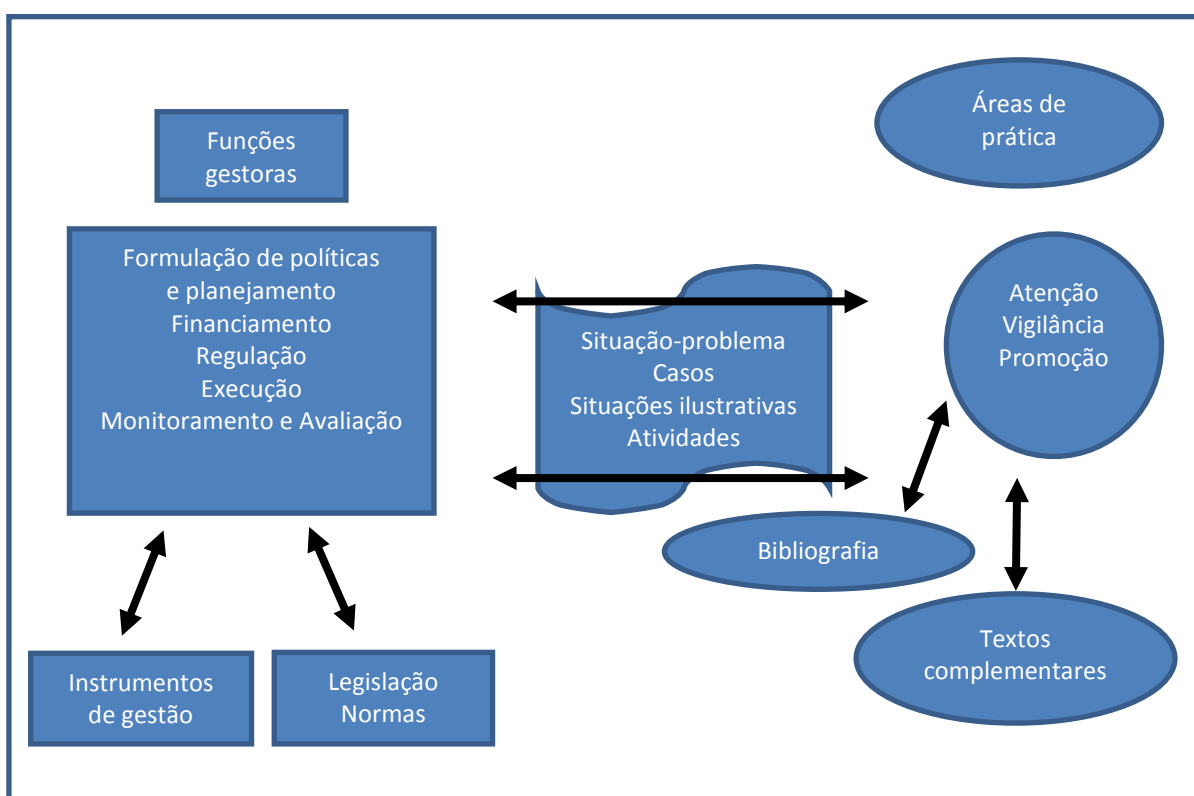 Funções
gestoras
Áreas de
prática
Formulação de políticas
e planejamento
Financiamento
Regulação
Execução
Monitoramento e Avaliação
Situação-problema
Casos
Situações ilustrativas
Atividades
Atenção
Vigilância
Promoção
Bibliografia
Instrumentos
de gestão
Legislação
Normas
Textos
complementares